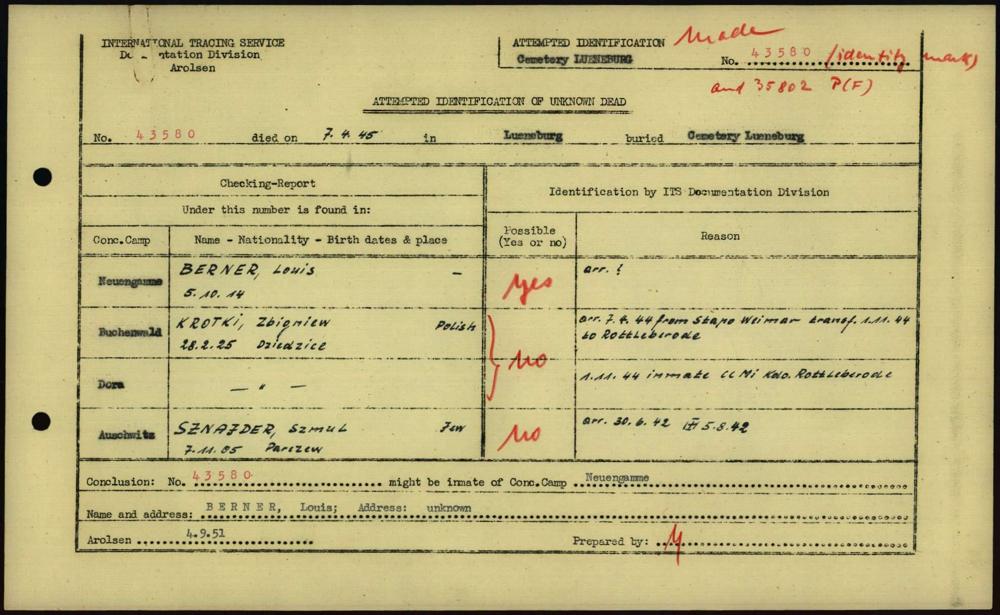 INTERNATIONAL TRACING SERVICE
Documentation Division
Arolsen
ATTEMPTED IDENTIFICATION
Cemetery LUENEBURG
made
No. 43580 (identity mark)
and 35802 P(F)
ATTEMPTED IDENTIFICATION OF UNKNOWN DEAD
No. 43580 died on 7.4.45 in Lueneburg buried Cemetery Lueneburg
Checking-Report
Under this number is found in:
Identification by ITS Documentation Division
Conc.Camp Name - Nationality - Birth dates & place Possible (Yes or no) Reason
Neuengamme BERNER, Louis - yes arr. ?
5.10.14
Buchenwald KROTKI, Zbigniew Polish no arr. 7.4.44 from Stapo Weimar transf. 1.11.44
28.2.25 Dziedzice to Rottleberode
Dora — " — 1.11.44 inmate CC Mi Kdo. Rottleberode
Auschwitz SZNAJDER, Szmul Jew no arr. 30.6.42 5.8.42
7.11.05 Parczew
Conclusion: No. 43580 might be inmate of Conc.Camp Neuengamme
Name and address: BERNER, Louis; Address: unknown
Arolsen 4.9.51 Prepared by: